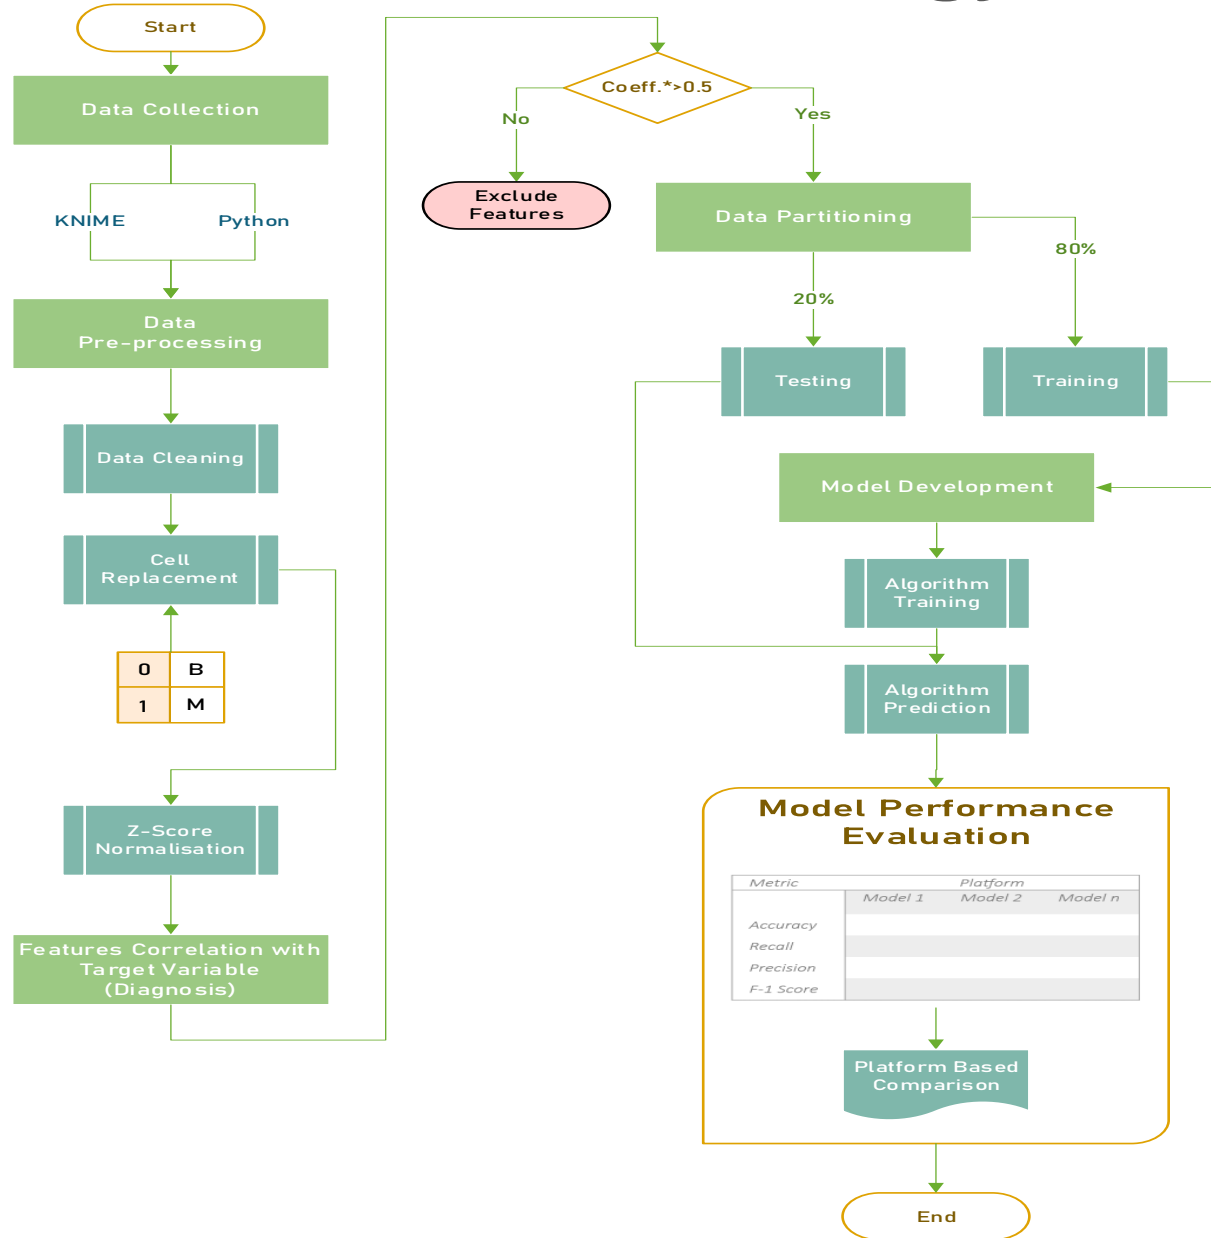 Start
Data Collection
KNIME
Python
Data
Pre-processing
Data Cleaning
Cell
Replacement
0 B
1 M
Z-Score
Normalisation
Features Correlation with
Target Variable
(Diagnosis)
Coeff.*>0.5
No
Yes
Exclude
Features
Data Partitioning
80%
20%
Testing
Training
Model Development
Algorithm
Training
Algorithm
Prediction
Model Performance
Evaluation
Metric Platform
Model 1 Model 2 Model n
Accuracy
Recall
Precision
F-1 Score
Platform Based
Comparison
End